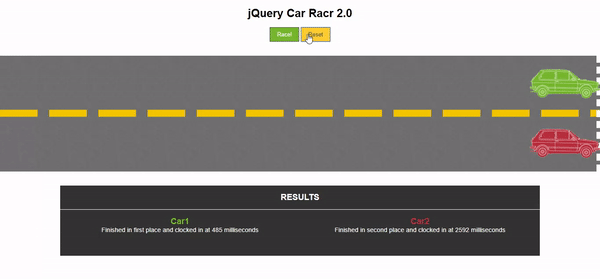 jQuery Car Racr 2.0
Race!
Reset
RESULTS
Car1
Finished in first place and clocked in at 485 milliseconds
Car2
Finished in second place and clocked in at 2592 milliseconds